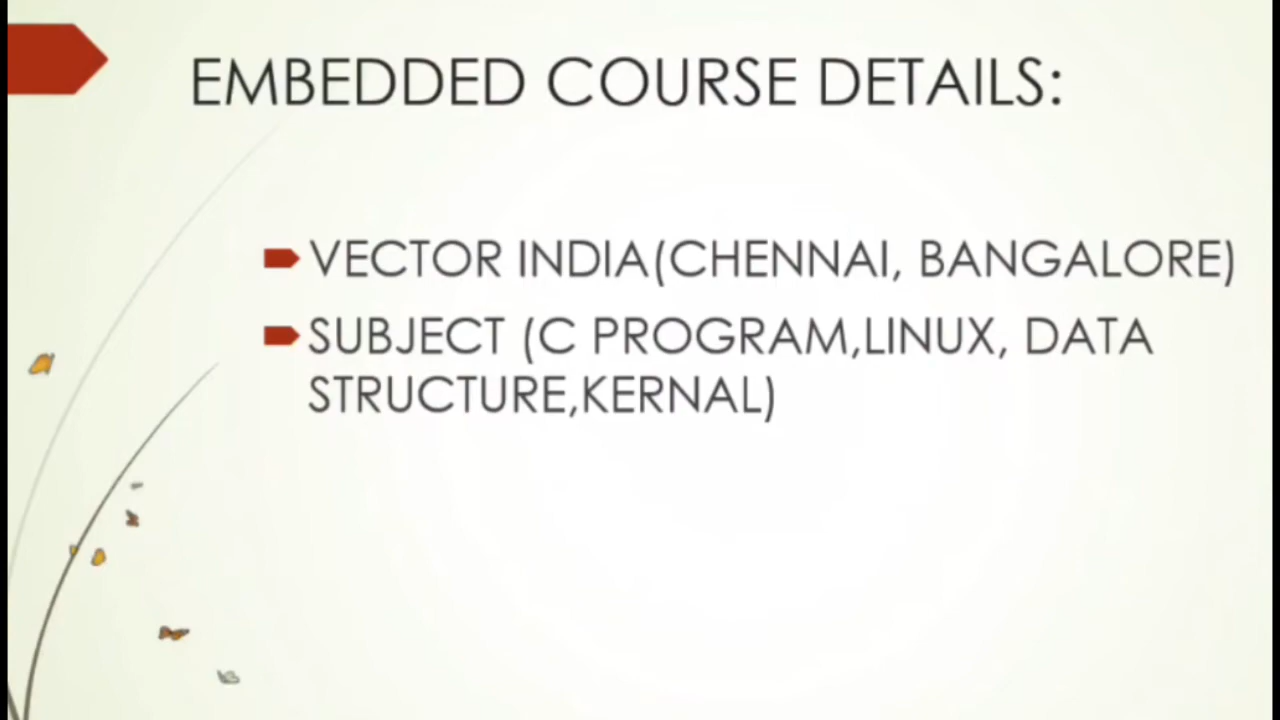 EMBEDDED COURSE DETAILS:
VECTOR INDIA(CHENNAI, BANGALORE)
SUBJECT (C PROGRAM,LINUX, DATA
STRUCTURE,KERNAL)